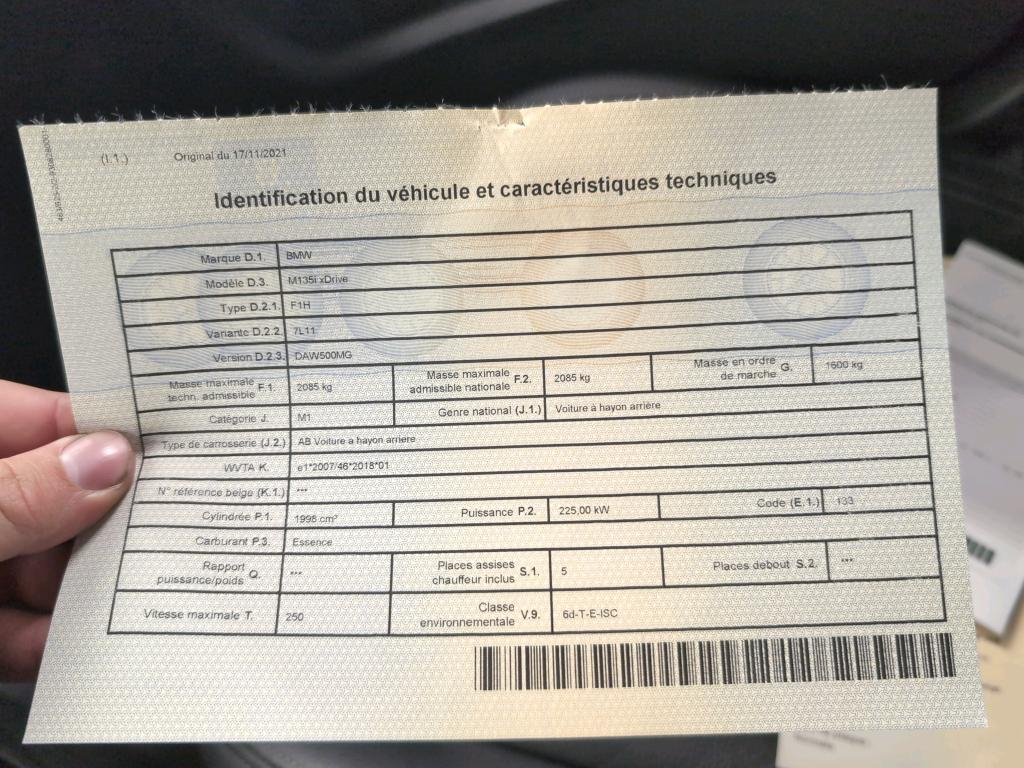 (I.1.) Original du 17/11/2021
Identification du véhicule et caractéristiques techniques
Marque D.1. BMW
Modèle D.3. M135i xDrive
Type D.2.1. F1H
Variante D.2.2. 7L11
Version D.2.3. DAW500MG
Masse maximale techn. admissible F.1. 2085 kg Masse maximale admissible nationale F.2. 2085 kg Masse en ordre de marche G. 1600 kg
Catégorie J. M1 Genre national (J.1.) Voiture à hayon arrière
Type de carrosserie (J.2.) AB Voiture à hayon arrière
WVTA K. e1*2007/46*2018*01
N° référence belge (K.1.) ***
Cylindrée P.1. 1998 cm³ Puissance P.2. 225,00 kW Code (E.1.) 133
Carburant P.3. Essence
Rapport puissance/poids Q. *** Places assises chauffeur inclus S.1. 5 Places debout S.2. ***
Vitesse maximale T. 250 Classe environnementale V.9. 6d-T-E-ISC